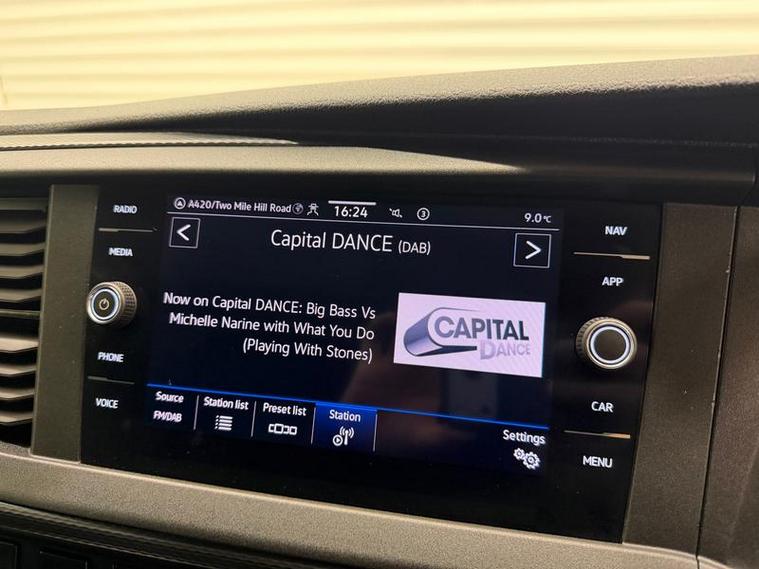 A420/Two Mile Hill Road 16:24 3 9.0°C
Capital DANCE (DAB)
Now on Capital DANCE: Big Bass Vs
Michelle Narine with What You Do
(Playing With Stones)
CAPITAL
DANCE
Source
FM/DAB
Station list
Preset list
Station
Settings
RADIO
MEDIA
PHONE
VOICE
NAV
APP
CAR
MENU